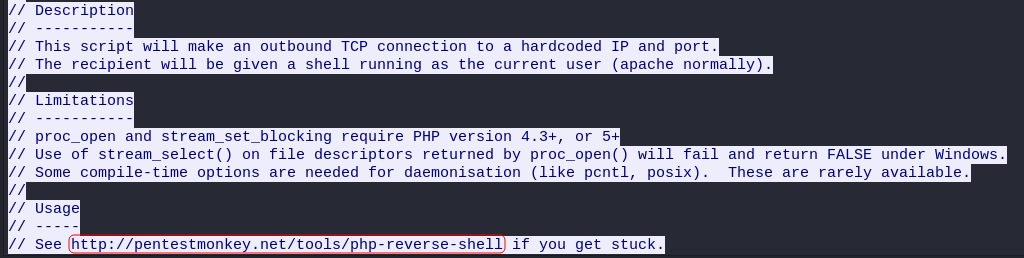 // Description
// -----------
// This script will make an outbound TCP connection to a hardcoded IP and port.
// The recipient will be given a shell running as the current user (apache normally).
//
// Limitations
// -----------
// proc_open and stream_set_blocking require PHP version 4.3+, or 5+
// Use of stream_select() on file descriptors returned by proc_open() will fail and return FALSE under Windows.
// Some compile-time options are needed for daemonisation (like pcntl, posix).  These are rarely available.
//
// Usage
// -----
// See http://pentestmonkey.net/tools/php-reverse-shell if you get stuck.